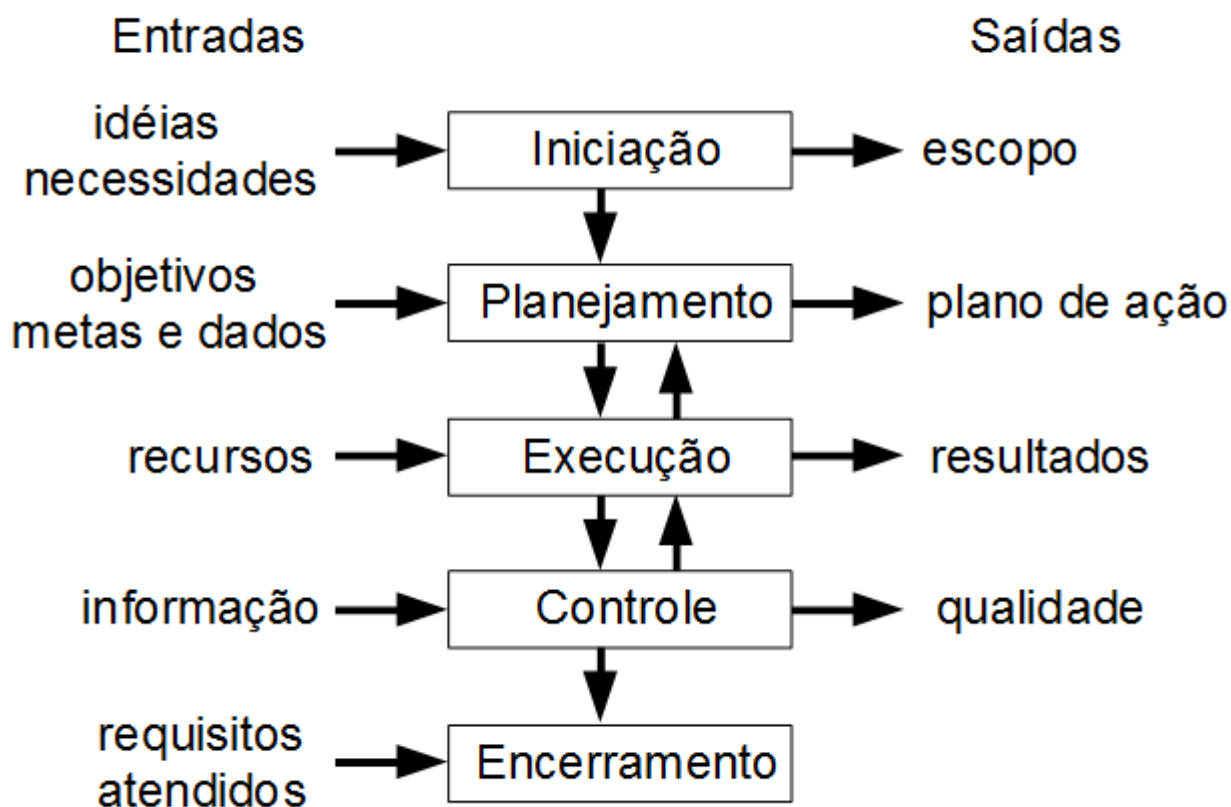 Entradas
Saídas
idéias
necessidades
Iniciação
escopo
objetivos
metas e dados
Planejamento
plano de ação
recursos
Execução
resultados
informação
Controle
qualidade
requisitos
atendidos
Encerramento